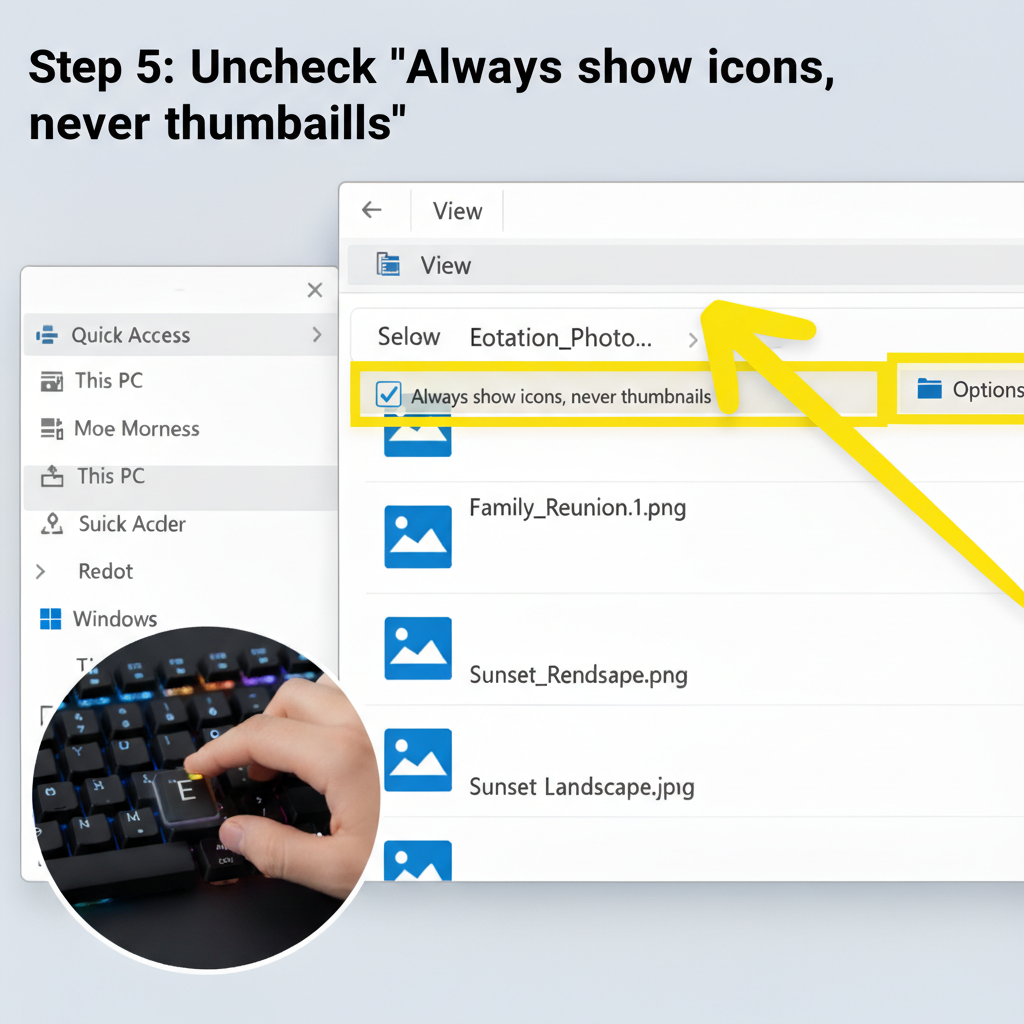 Step 5: Uncheck "Always show icons,
never thumbaills"
View
View
Quick Access
This PC
Moe Morness
This PC
Suick Acder
Redot
Windows
Selow Eotation_Photo...
Always show icons, never thumbnails
Options
Family_Reunion.1.png
Sunset_Rendsape.png
Sunset Landscape.jpıg
E